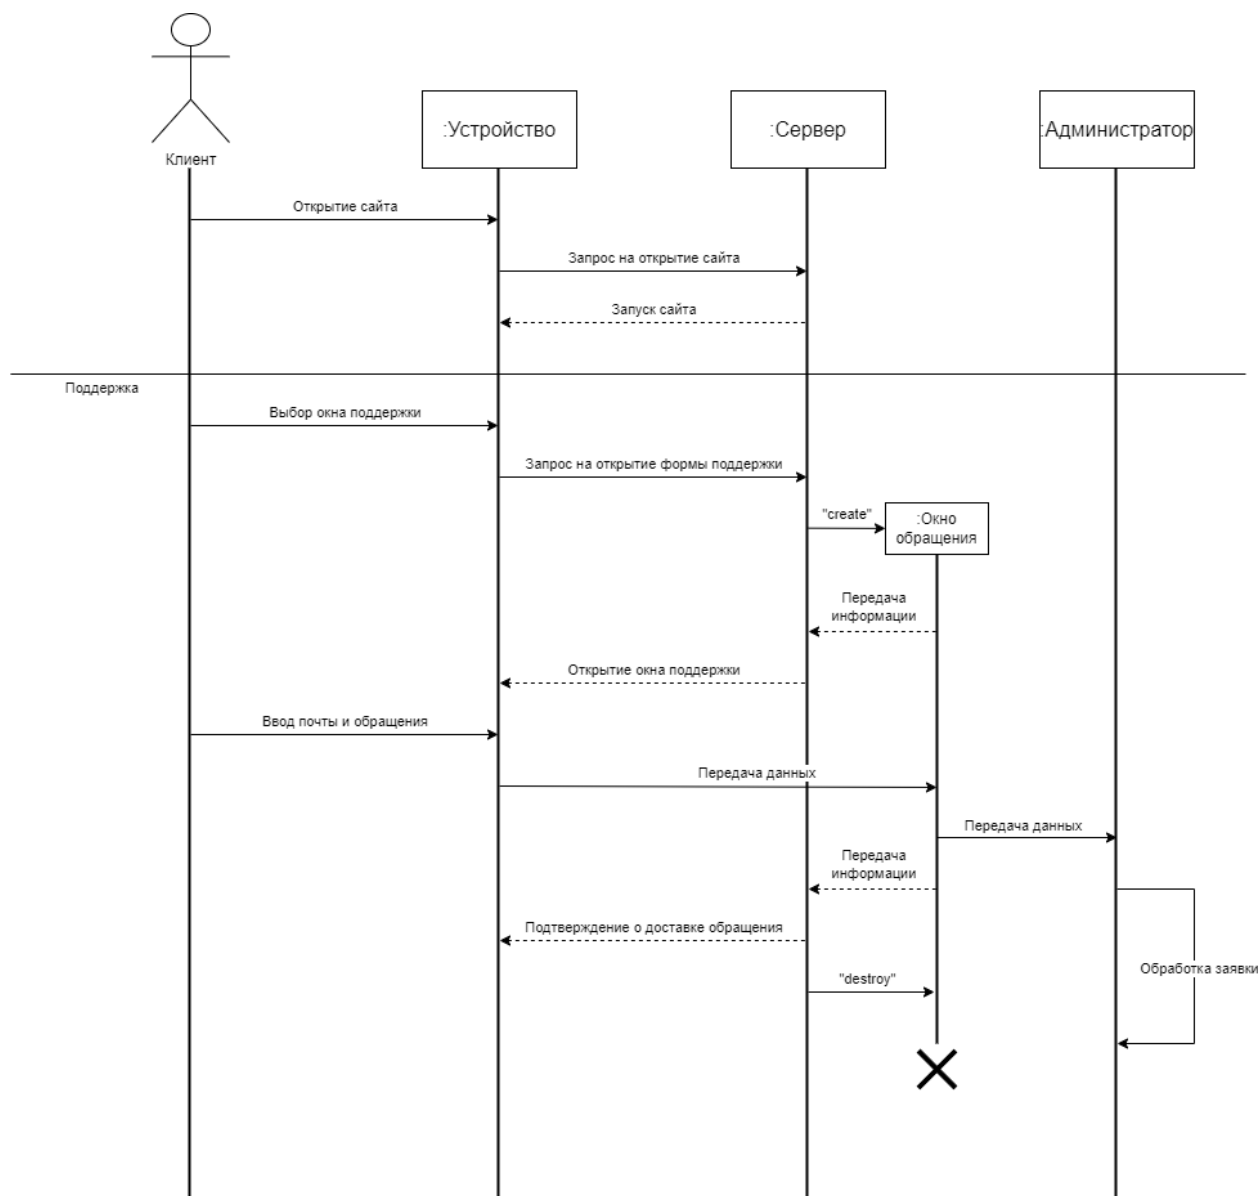 Клиент
:Устройство
:Сервер
:Администратор
Открытие сайта
Запрос на открытие сайта
Запуск сайта
Поддержка
Выбор окна поддержки
Запрос на открытие формы поддержки
"create"
:Окно
обращения
Передача
информации
Открытие окна поддержки
Ввод почты и обращения
Передача данных
Передача данных
Передача
информации
Подтверждение о доставке обращения
Обработка заявки
"destroy"